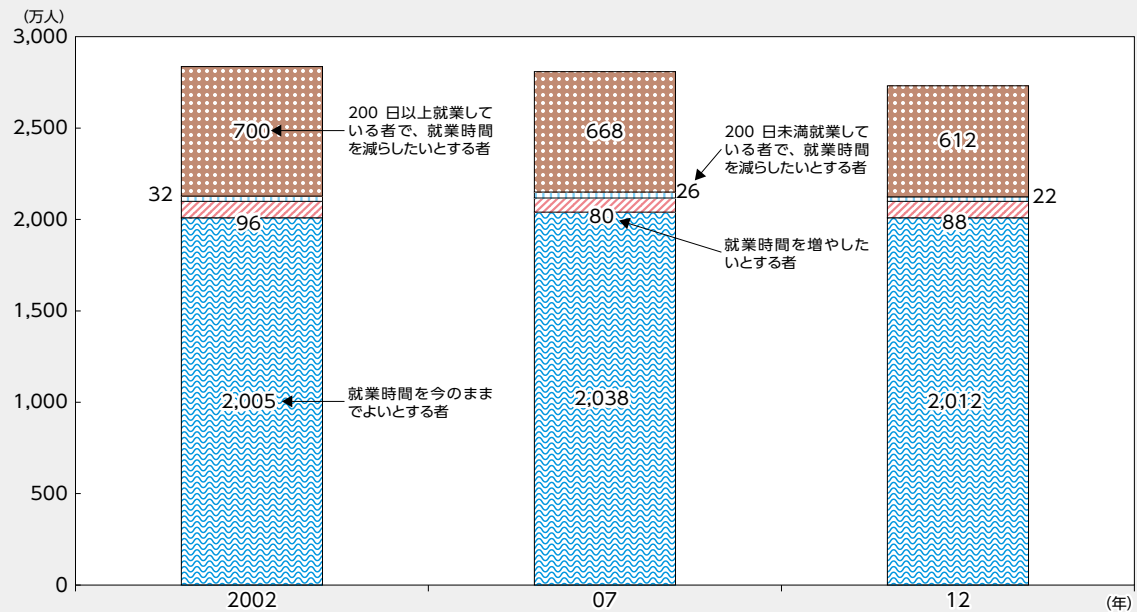 (万人)
3,000
2,500
2,000
1,500
1,000
500
0
700
200 日以上就業して
いる者で、就業時間
を減らしたいとする者
32
96
2,005
就業時間を今のまま
でよいとする者
668
200 日未満就業して
いる者で、就業時間
を減らしたいとする者
26
80
就業時間を増やした
いとする者
2,038
612
22
88
2,012
2002
07
12
(年)